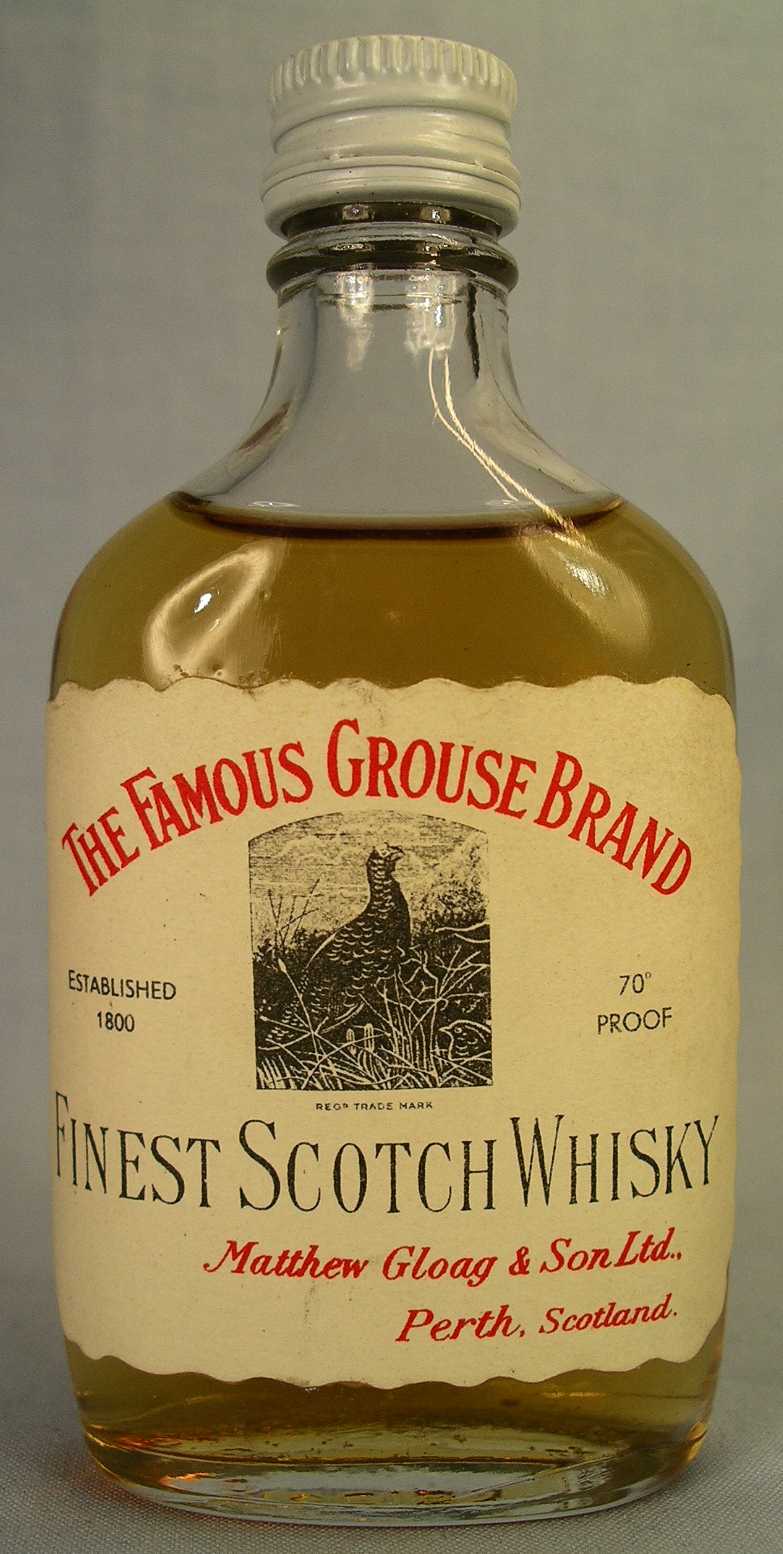 THE FAMOUS GROUSE BRAND
ESTABLISHED
1800
70°
PROOF
REGD TRADE MARK
FINEST SCOTCH WHISKY
Matthew Gloag & Son Ltd.,
Perth, Scotland.